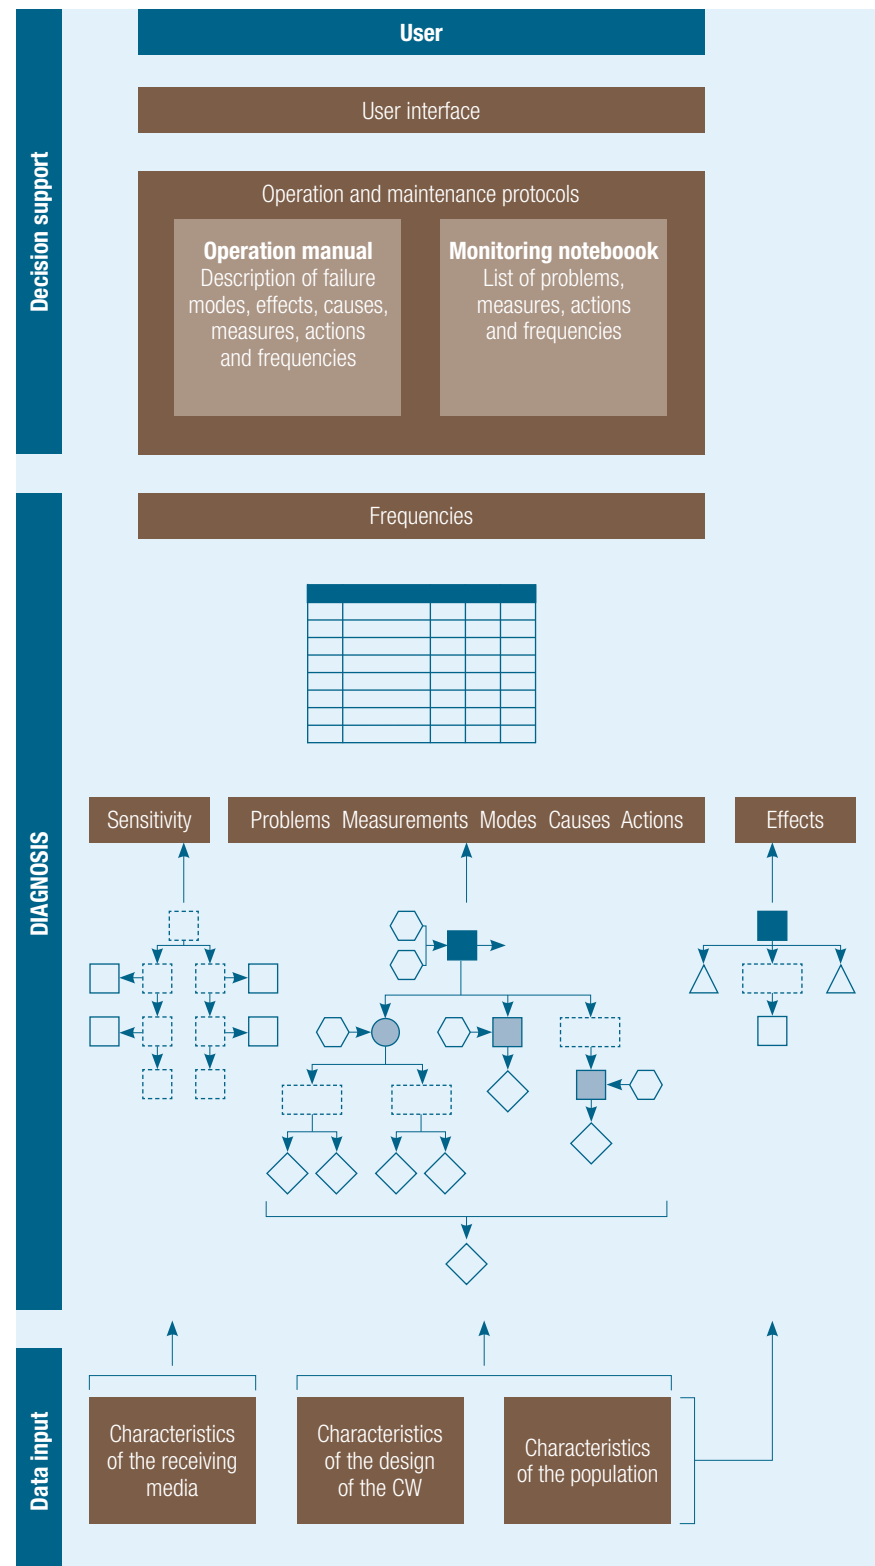 Decision support
User
User interface
Operation and maintenance protocols
Operation manual
Description of failure
modes, effects, causes,
measures, actions
and frequencies
Monitoring noteboook
List of problems,
measures, actions
and frequencies
DIAGNOSIS
Frequencies
Sensitivity
Problems Measurements Modes Causes Actions
Effects
Data input
Characteristics
of the receiving
media
Characteristics
of the design
of the CW
Characteristics
of the population